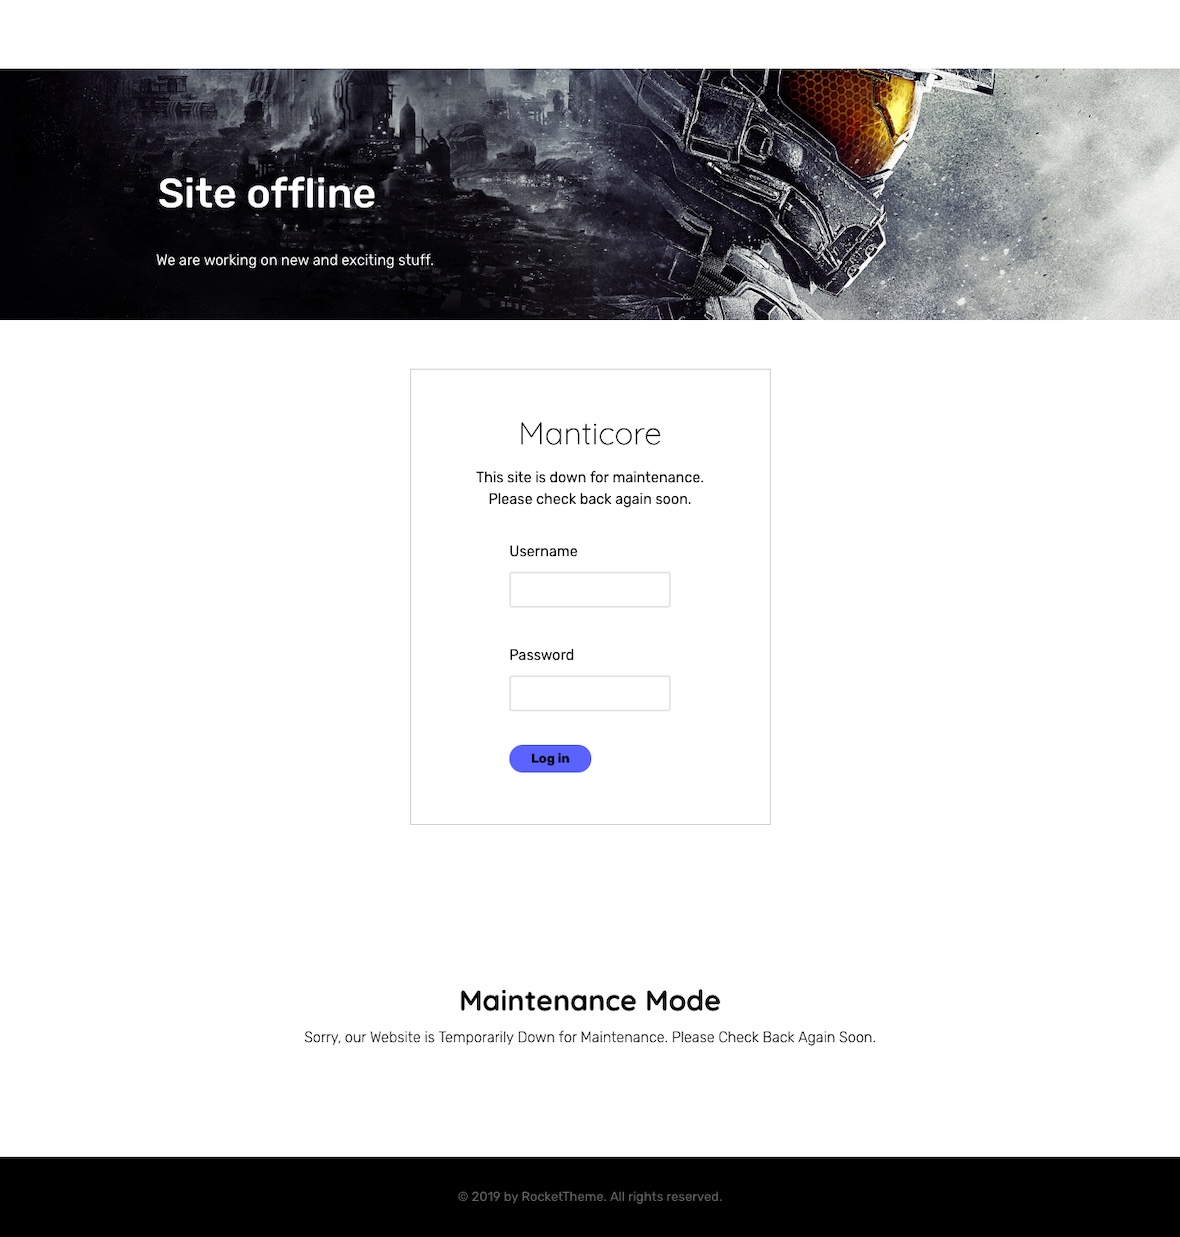 Site offline
We are working on new and exciting stuff.
Manticore
This site is down for maintenance.
Please check back again soon.
Username
Password
Log in
Maintenance Mode
Sorry, our Website is Temporarily Down for Maintenance. Please Check Back Again Soon.
© 2019 by RocketTheme. All rights reserved.